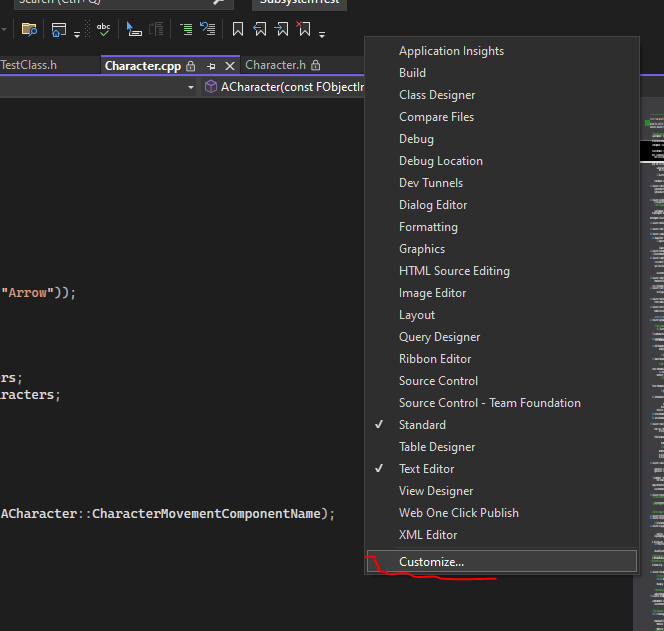 Search (Ctrl+Q)
SubsystemTest
abc
TestClass.h
Character.cpp
Character.h
ACharacter(const FObjectIn
"Arrow"));
rs;
racters;
ACharacter::CharacterMovementComponentName);
Application Insights
Build
Class Designer
Compare Files
Debug
Debug Location
Dev Tunnels
Dialog Editor
Formatting
Graphics
HTML Source Editing
Image Editor
Layout
Query Designer
Ribbon Editor
Source Control
Source Control - Team Foundation
Standard
Table Designer
Text Editor
View Designer
Web One Click Publish
XML Editor
Customize...